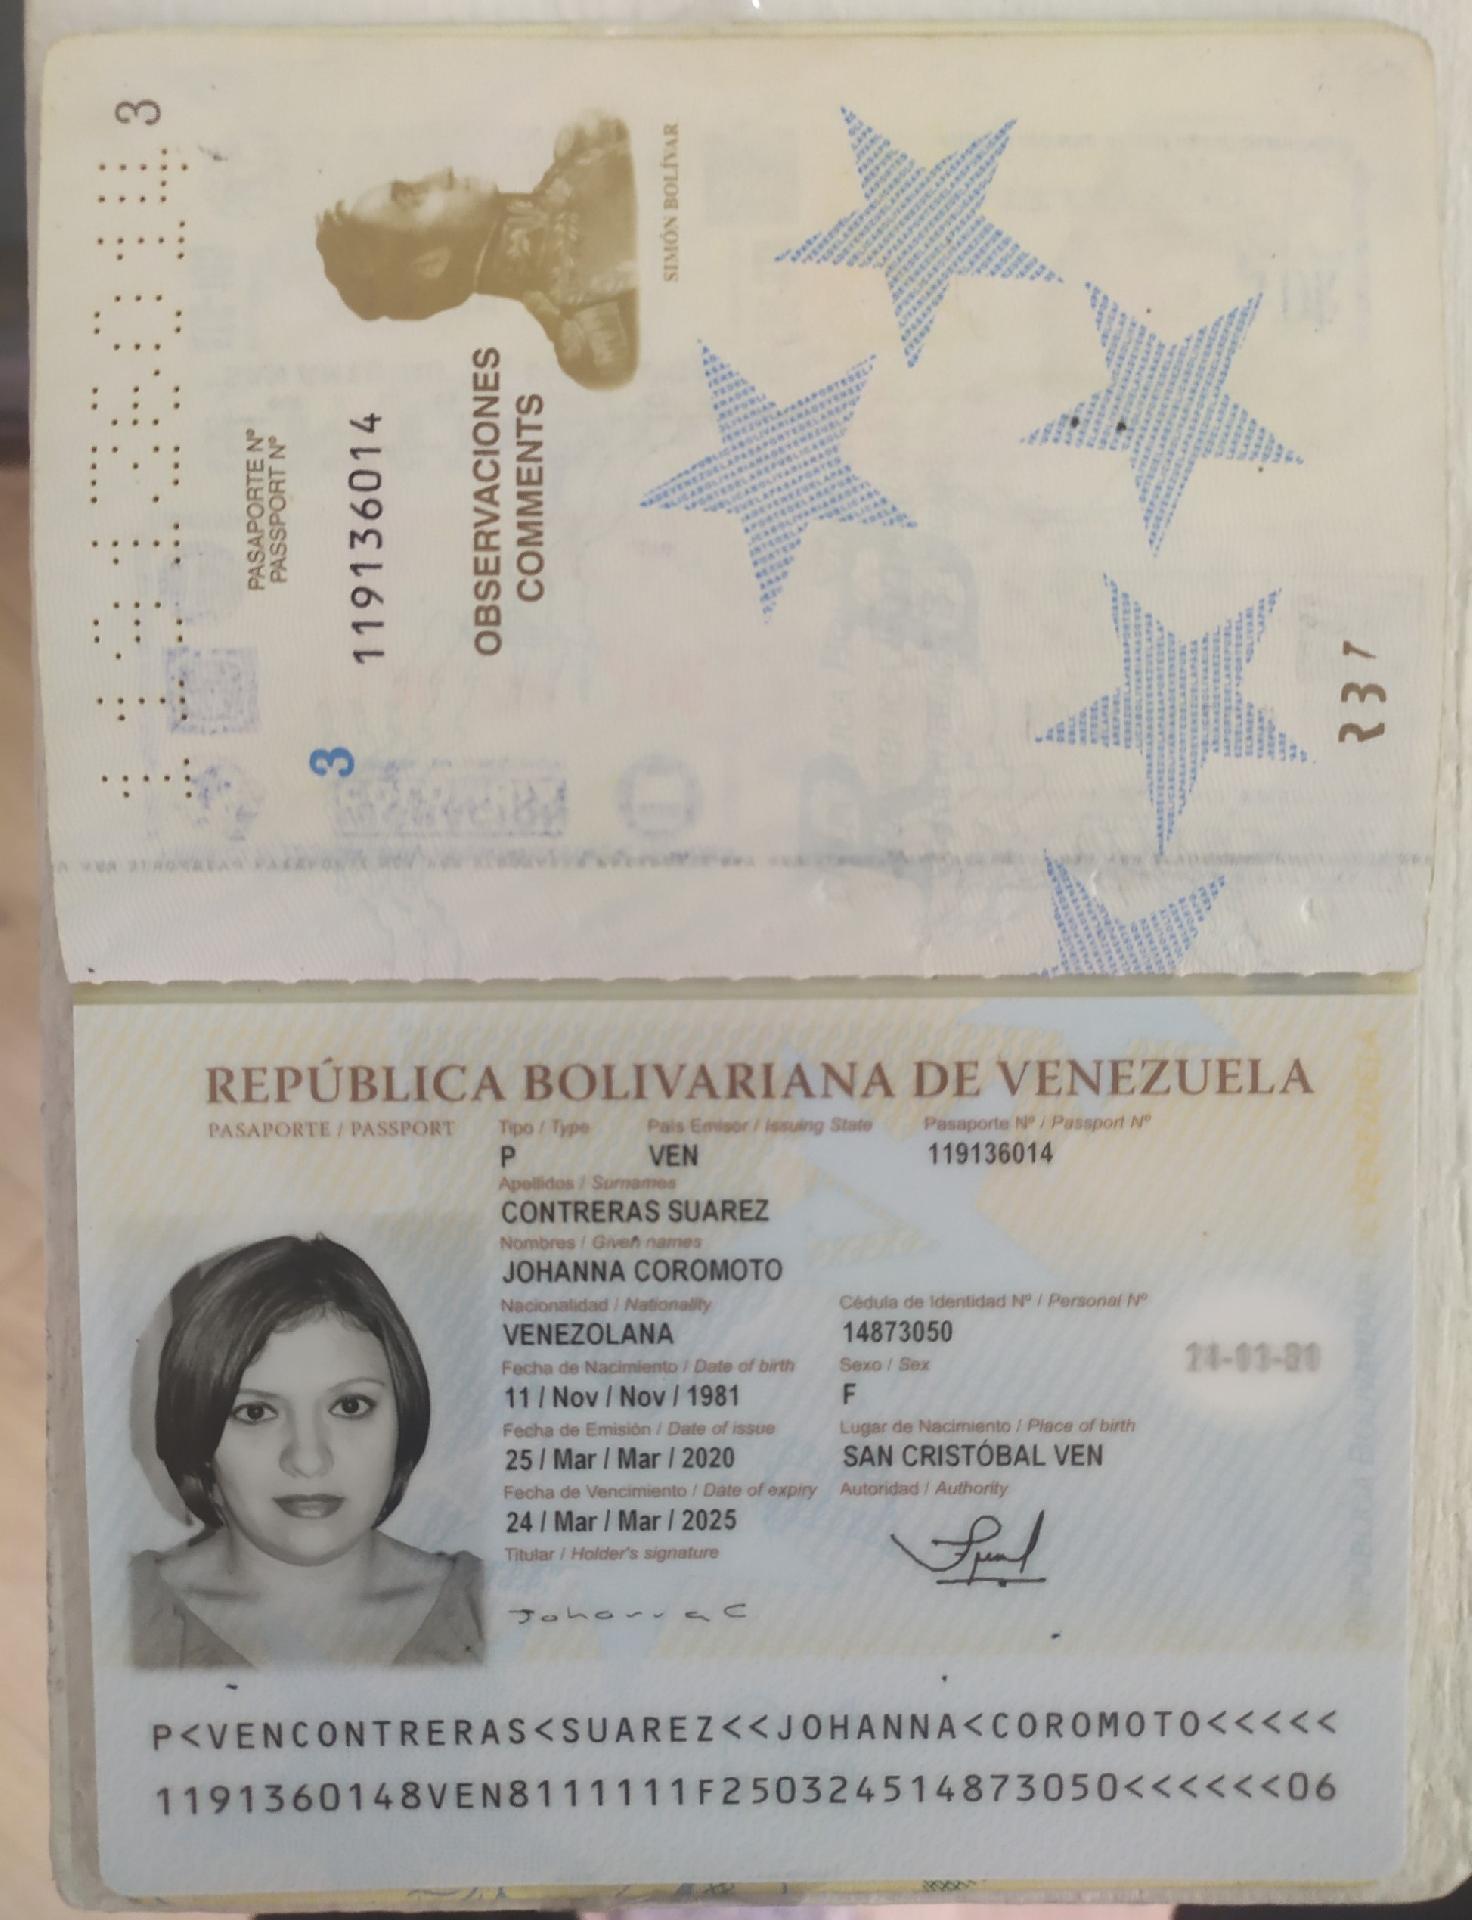 3
PASAPORTE Nº
PASSPORT Nº
119136014
3
OBSERVACIONES
COMMENTS
SIMÓN BOLÍVAR
REPÚBLICA BOLIVARIANA DE VENEZUELA
PASAPORTE / PASSPORT
Tipo / Type País Emisor / Issuing State Pasaporte Nº / Passport Nº
P VEN 119136014
Apellidos / Surnames
CONTRERAS SUAREZ
Nombres / Given names
JOHANNA COROMOTO
Nacionalidad / Nationality Cédula de Identidad Nº / Personal Nº
VENEZOLANA 14873050
Fecha de Nacimiento / Date of birth Sexo / Sex
11 / Nov / Nov / 1981 F
Fecha de Emisión / Date of issue Lugar de Nacimiento / Place of birth
25 / Mar / Mar / 2020 SAN CRISTÓBAL VEN
Fecha de Vencimiento / Date of expiry Autoridad / Authority
24 / Mar / Mar / 2025
Titular / Holder's signature
Johanna C
P<VENCONTRERAS<SUAREZ<<JOHANNA<COROMOTO<<<<<
1191360148VEN8111111F250324514873050<<<<<<06